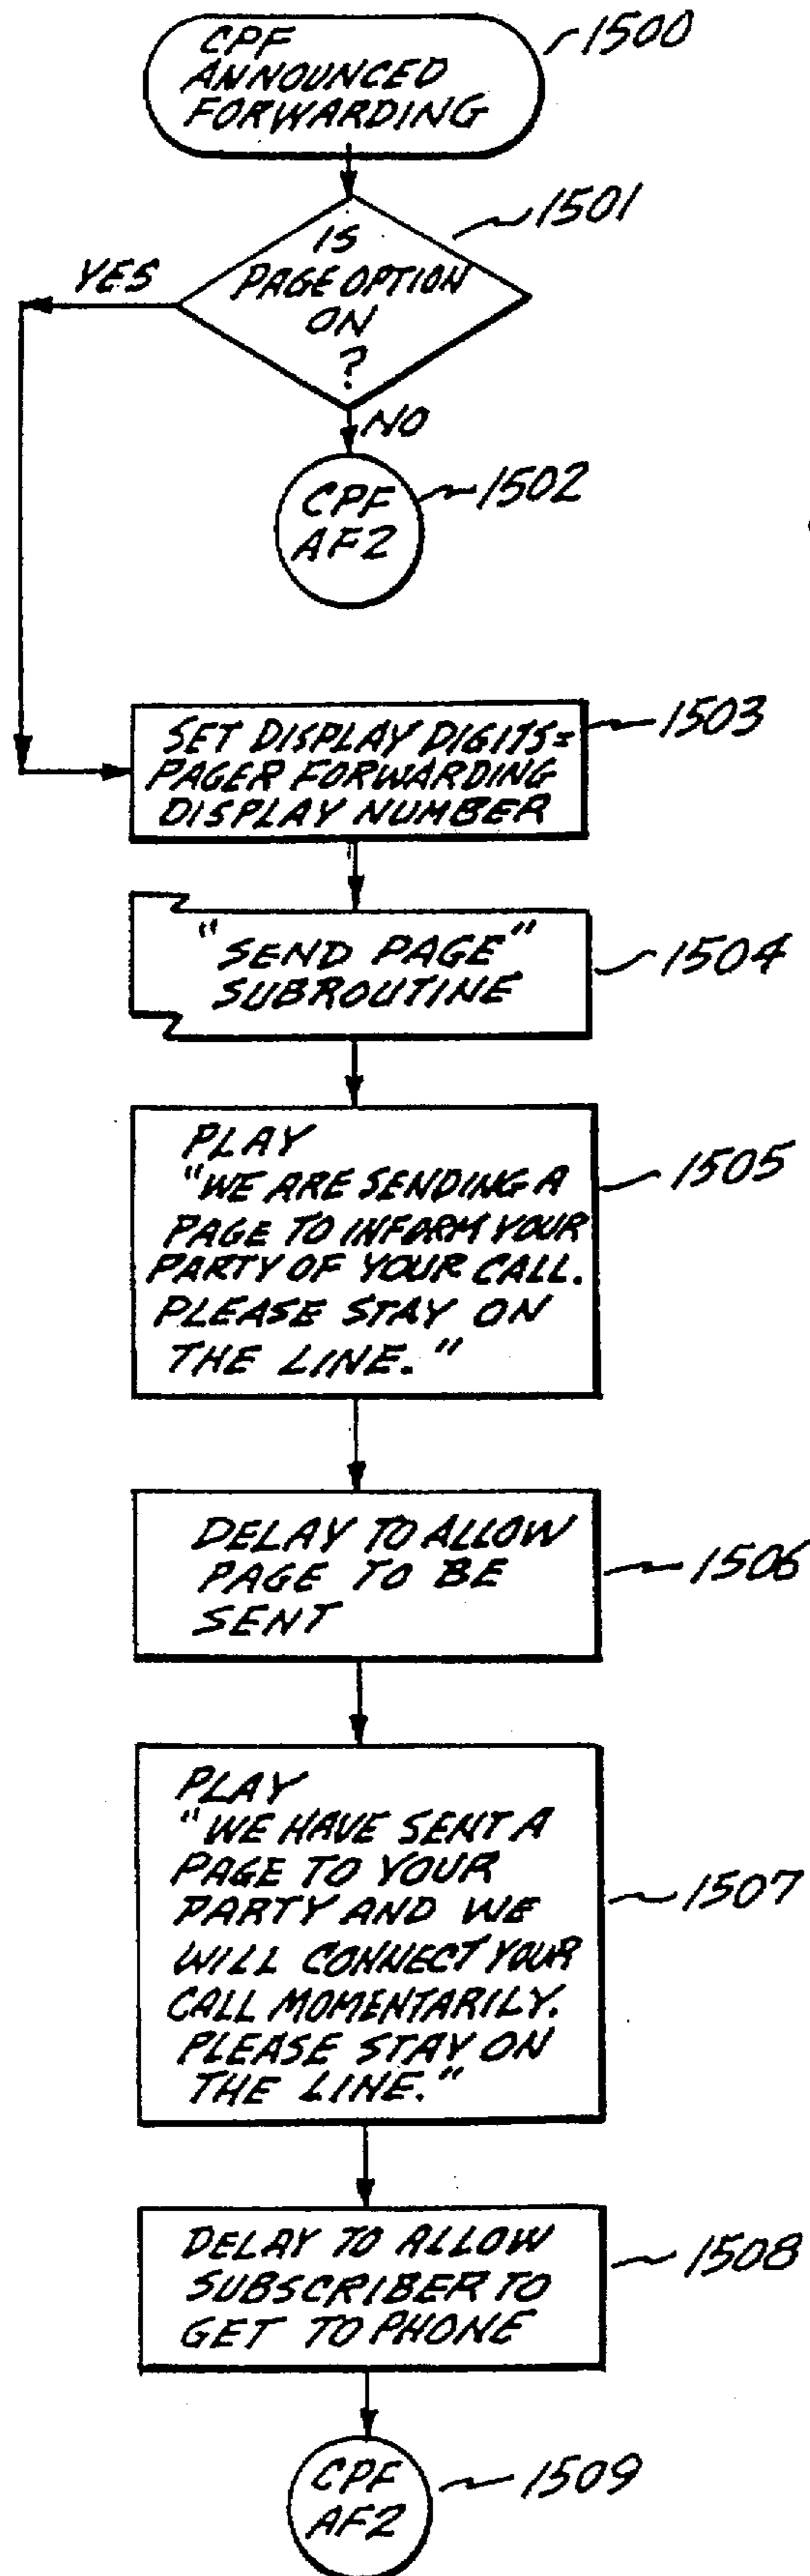 CPF
ANNOUNCED
FORWARDING
1500
1501
IS
PAGE OPTION
ON
?
YES
NO
CPF
AF2
1502
SET DISPLAY DIGITS=
PAGER FORWARDING
DISPLAY NUMBER
1503
"SEND PAGE"
SUBROUTINE
1504
PLAY
"WE ARE SENDING A
PAGE TO INFORM YOUR
PARTY OF YOUR CALL.
PLEASE STAY ON
THE LINE."
1505
DELAY TO ALLOW
PAGE TO BE
SENT
1506
PLAY
"WE HAVE SENT A
PAGE TO YOUR
PARTY AND WE
WILL CONNECT YOUR
CALL MOMENTARILY.
PLEASE STAY ON
THE LINE."
1507
DELAY TO ALLOW
SUBSCRIBER TO
GET TO PHONE
1508
CPF
AF2
1509